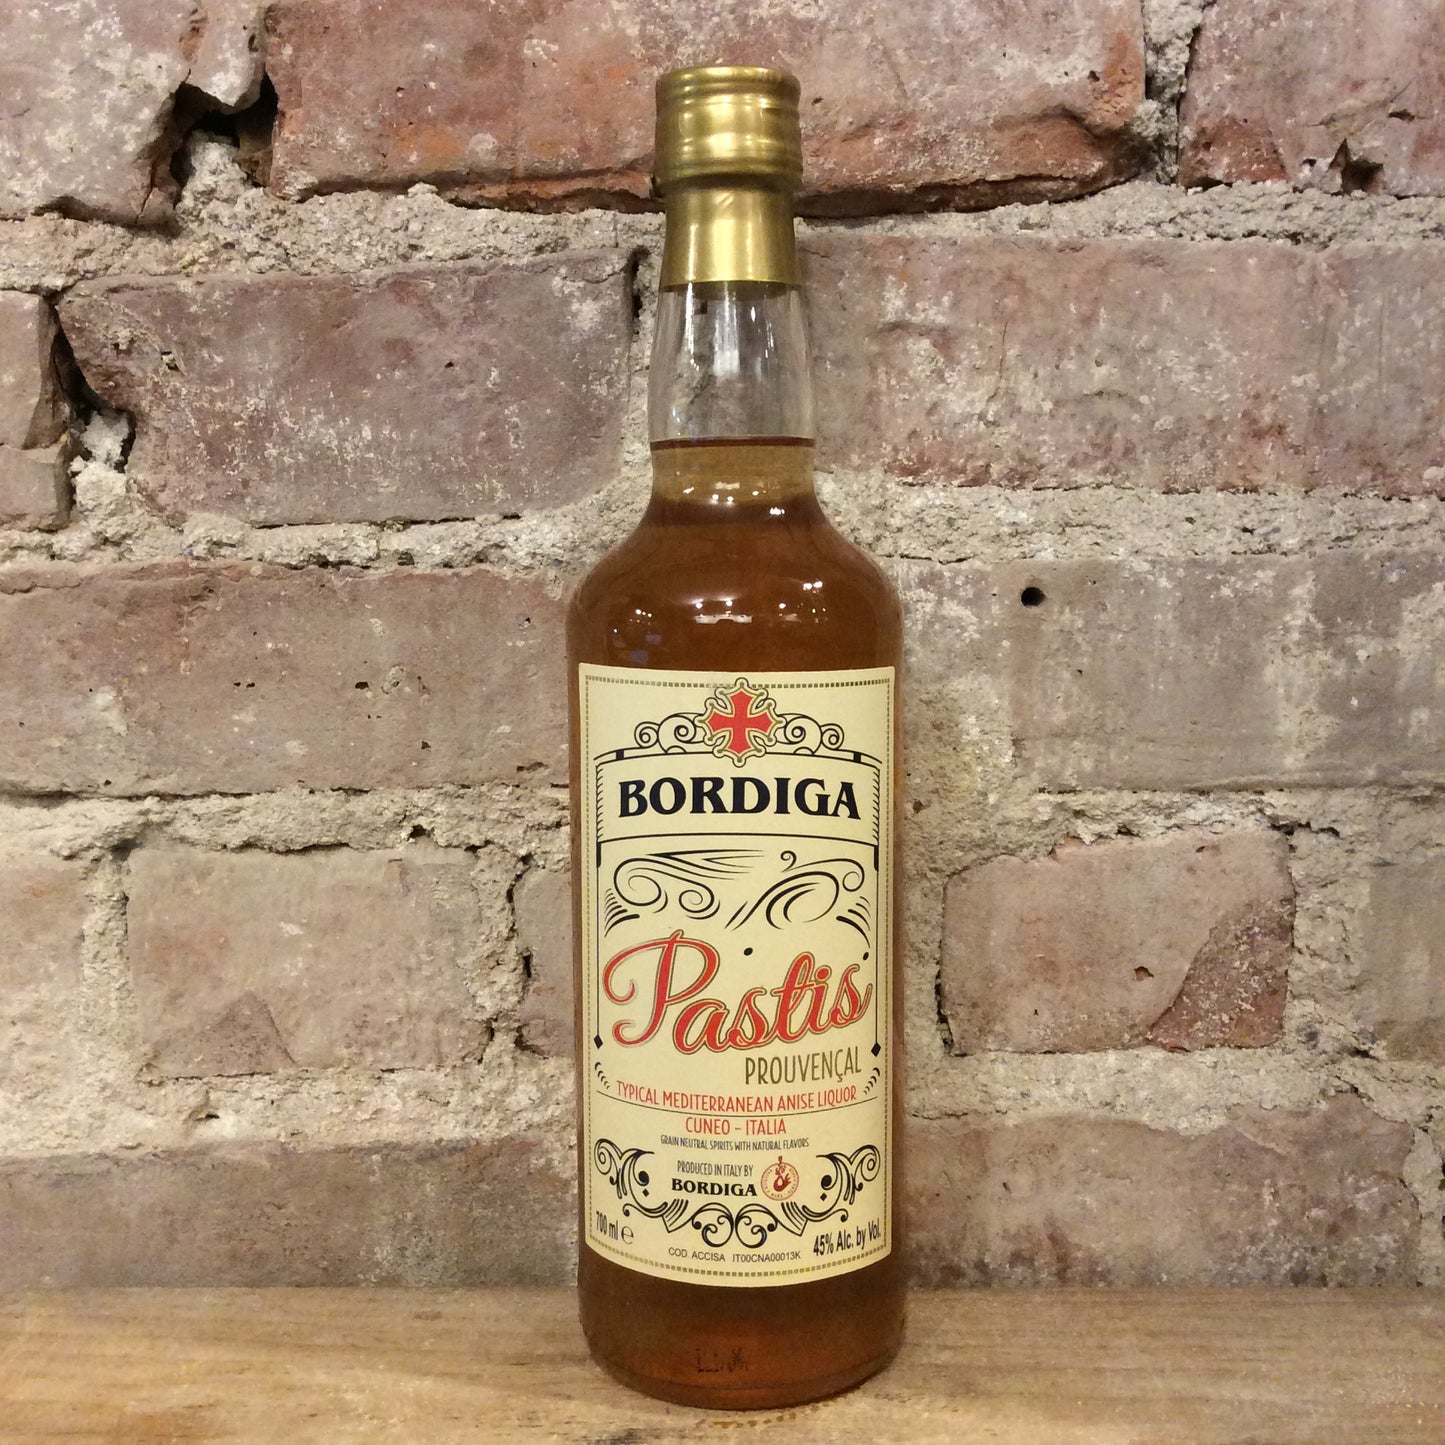 BORDIGA
Pastis
PROUVENÇAL
TYPICAL MEDITERRANEAN ANISE LIQUOR
CUNEO - ITALIA
GRAIN NEUTRAL SPIRITS WITH NATURAL FLAVORS
PRODUCED IN ITALY BY
BORDIGA
700 ml e
45% Alc. by Vol.
COD. ACCISA IT00CNA00013K